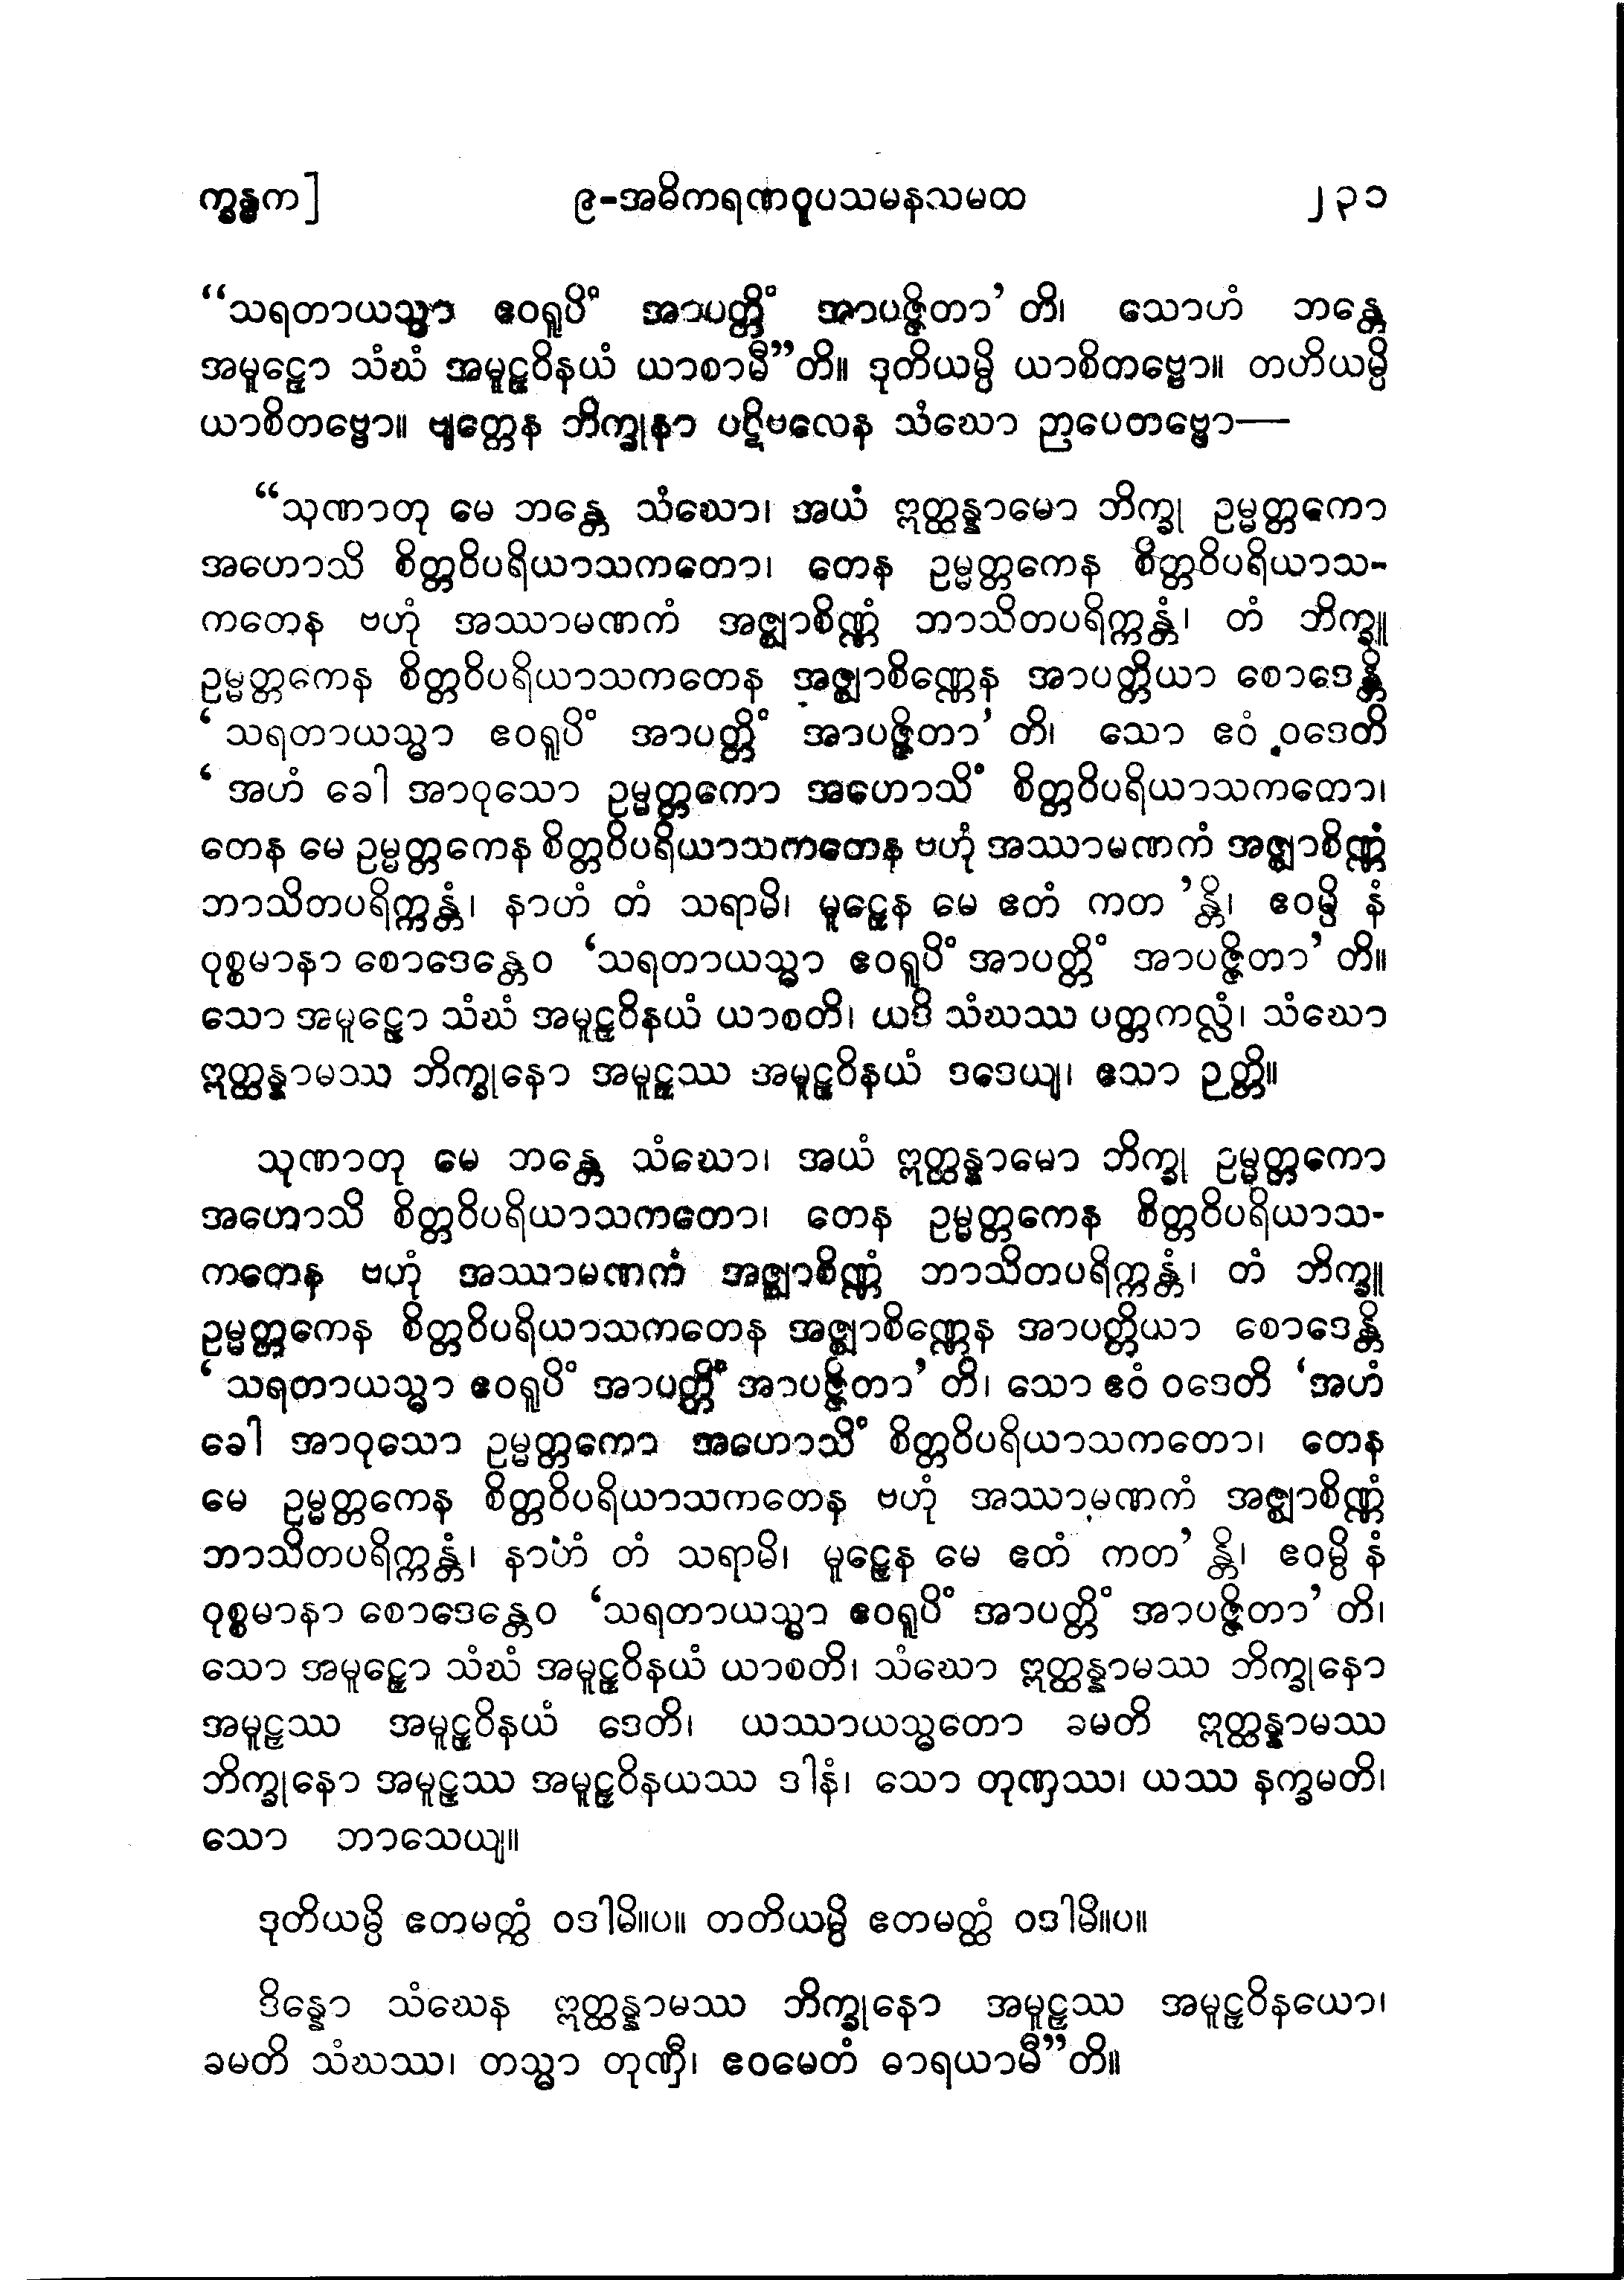 က္ခန္ဓက]
၉-အဓိကရဏဝူပသမနသမထ
၂၃၁
“သရတာယသ္မာ ဧဝရူပိံ အာပတ္တိံ အာပဇ္ဇိတာ’ တိ၊ သောဟံ ဘန္တေ
အမူဠှော သံဃံ အမူဠှဝိနယံ ယာစာမီ”တိ။ ဒုတိယမ္ပိ ယာစိတဗ္ဗော။ တဟိယမ္ပိ
ယာစိတဗ္ဗော။ ဗျတ္တေန ဘိက္ခုနာ ပဋိဗလေန သံဃော ဉာပေတဗ္ဗော—
“သုဏာတု မေ ဘန္တေ သံဃော၊ အယံ ဣတ္ထန္နာမော ဘိက္ခု ဥမ္မတ္တကော
အဟောသိ စိတ္တဝိပရိယာသကတော၊ တေန ဥမ္မတ္တကေန စိတ္တဝိပရိယာသ-
ကတေန ဗဟုံ အဿာမဏကံ အဇ္ဈာစိဏ္ဏံ ဘာသိတပရိက္ကန္တံ၊ တံ ဘိက္ခူ
ဥမ္မတ္တကေန စိတ္တဝိပရိယာသကတေန အဇ္ဈာစိဏ္ဏေန အာပတ္တိယာ စောဒေန္တိ
‘သရတာယသ္မာ ဧဝရူပိံ အာပတ္တိံ အာပဇ္ဇိတာ’ တိ၊ သော ဧဝံ ဝဒေတိ
‘အဟံ ခေါ အာဝုသော ဥမ္မတ္တကော အဟောသိံ စိတ္တဝိပရိယာသကတော၊
တေန မေ ဥမ္မတ္တကေန စိတ္တဝိပရိယာသကတေန ဗဟုံ အဿာမဏကံ အဇ္ဈာစိဏ္ဏံ
ဘာသိတပရိက္ကန္တံ၊ နာဟံ တံ သရာမိ၊ မူဠှေန မေ ဧတံ ကတ ’န္တိ၊ ဧဝမ္ပိ နံ
ဝုစ္စမာနာ စောဒေန္တေဝ ‘သရတာယသ္မာ ဧဝရူပိံ အာပတ္တိံ အာပဇ္ဇိတာ’ တိ။
သော အမူဠှော သံဃံ အမူဠှဝိနယံ ယာစတိ၊ ယဒိ သံဃဿ ပတ္တကလ္လံ၊ သံဃော
ဣတ္ထန္နာမဿ ဘိက္ခုနော အမူဠှဿ အမူဠှဝိနယံ ဒဒေယျ၊ ဧသာ ဉတ္တိ။
သုဏာတု မေ ဘန္တေ သံဃော၊ အယံ ဣတ္ထန္နာမော ဘိက္ခု ဥမ္မတ္တကော
အဟောသိ စိတ္တဝိပရိယာသကတော၊ တေန ဥမ္မတ္တကေန စိတ္တဝိပရိယာသ-
ကတေန ဗဟုံ အဿာမဏကံ အဇ္ဈာစိဏ္ဏံ ဘာသိတပရိက္ကန္တံ၊ တံ ဘိက္ခူ
ဥမ္မတ္တကေန စိတ္တဝိပရိယာသကတေန အဇ္ဈာစိဏ္ဏေန အာပတ္တိယာ စောဒေန္တိ
‘သရတာယသ္မာ ဧဝရူပိံ အာပတ္တိံ အာပဇ္ဇိတာ’ တိ၊ သော ဧဝံ ဝဒေတိ ‘အဟံ
ခေါ အာဝုသော ဥမ္မတ္တကော အဟောသိံ စိတ္တဝိပရိယာသကတော၊ တေန
မေ ဥမ္မတ္တကေန စိတ္တဝိပရိယာသကတေန ဗဟုံ အဿာမဏကံ အဇ္ဈာစိဏ္ဏံ
ဘာသိတပရိက္ကန္တံ၊ နာဟံ တံ သရာမိ၊ မူဠှေန မေ ဧတံ ကတ’ န္တိ၊ ဧဝမ္ပိ နံ
ဝုစ္စမာနာ စောဒေန္တေဝ ‘သရတာယသ္မာ ဧဝရူပိံ အာပတ္တိံ အာပဇ္ဇိတာ’ တိ၊
သော အမူဠှော သံဃံ အမူဠှဝိနယံ ယာစတိ၊ သံဃော ဣတ္ထန္နာမဿ ဘိက္ခုနော
အမူဠှဿ အမူဠှဝိနယံ ဒေတိ၊ ယဿာယသ္မတော ခမတိ ဣတ္ထန္နာမဿ
ဘိက္ခုနော အမူဠှဿ အမူဠှဝိနယဿ ဒါနံ၊ သော တုဏှဿ၊ ယဿ နက္ခမတိ၊
သော ဘာသေယျ။
ဒုတိယမ္ပိ ဧတမတ္ထံ ဝဒါမိ။ပ။ တတိယမ္ပိ ဧတမတ္ထံ ဝဒါမိ။ပ။
ဒိန္နော သံဃေန ဣတ္ထန္နာမဿ ဘိက္ခုနော အမူဠှဿ အမူဠှဝိနယော၊
ခမတိ သံဃဿ၊ တသ္မာ တုဏှီ၊ ဧဝမေတံ ဓာရယာမီ”တိ။